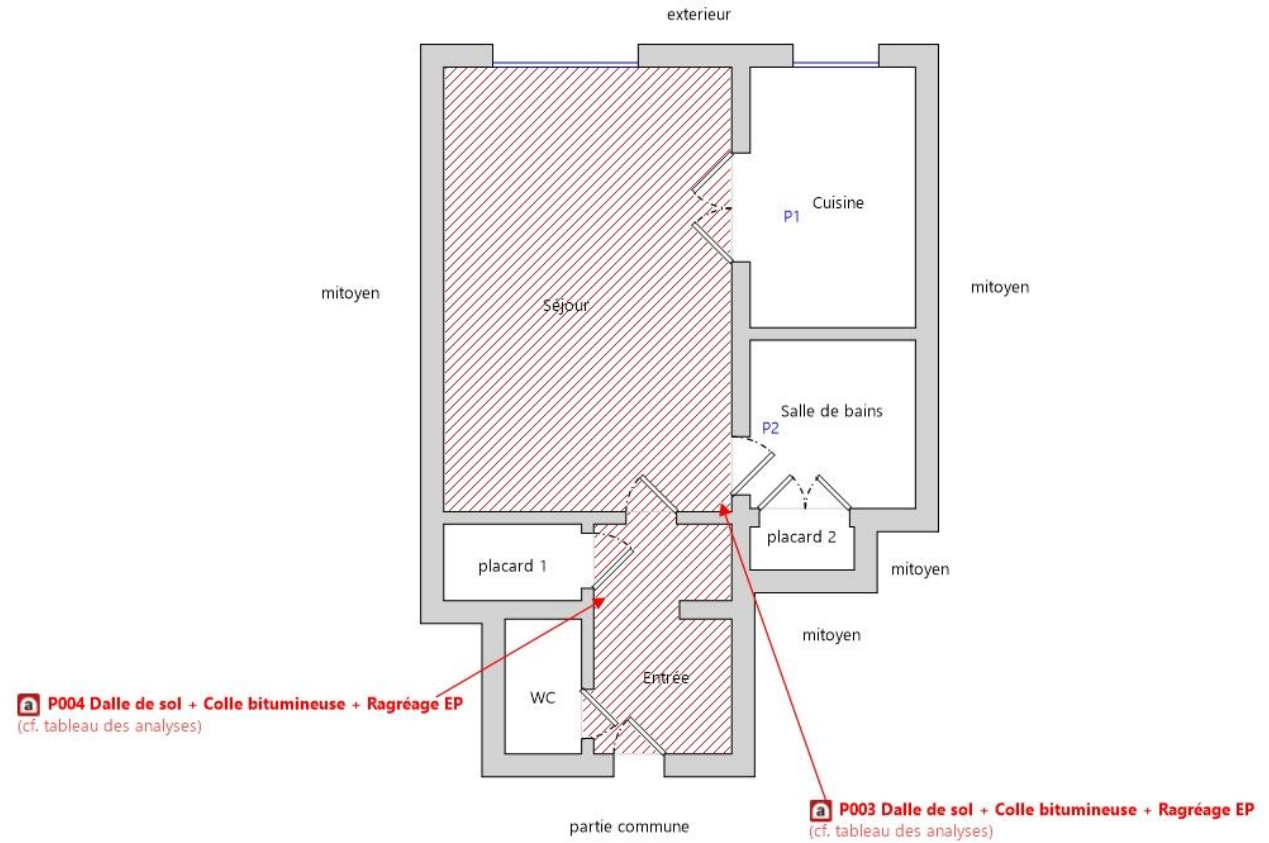 exterieur
Cuisine
P1
mitoyen
mitoyen
Séjour
Salle de bains
P2
placard 2
placard 1
mitoyen
mitoyen
Entrée
WC
a P004 Dalle de sol + Colle bitumineuse + Ragréage EP
(cf. tableau des analyses)
a P003 Dalle de sol + Colle bitumineuse + Ragréage EP
(cf. tableau des analyses)
partie commune